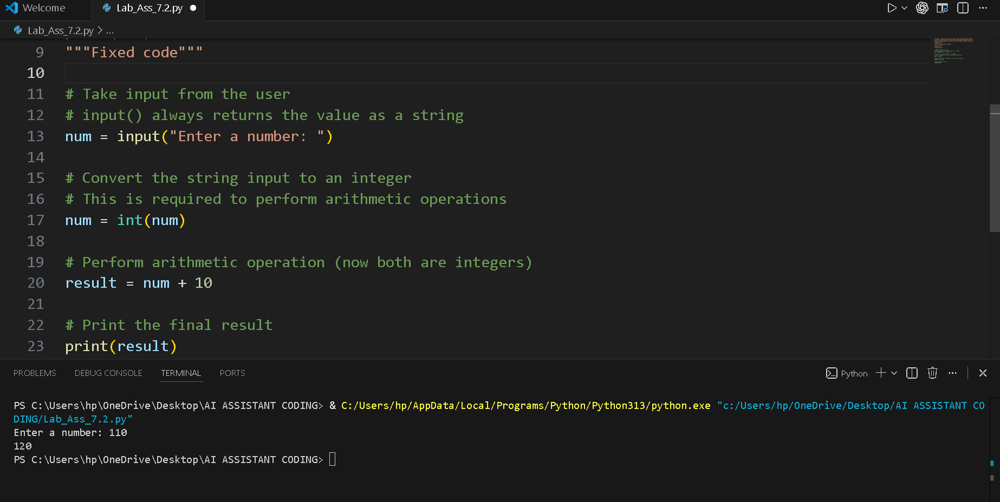 Welcome
Lab_Ass_7.2.py
Lab_Ass_7.2.py > ...
9 """Fixed code"""
10
11 # Take input from the user
12 # input() always returns the value as a string
13 num = input("Enter a number: ")
14
15 # Convert the string input to an integer
16 # This is required to perform arithmetic operations
17 num = int(num)
18
19 # Perform arithmetic operation (now both are integers)
20 result = num + 10
21
22 # Print the final result
23 print(result)
PROBLEMS DEBUG CONSOLE TERMINAL PORTS
Python
PS C:\Users\hp\OneDrive\Desktop\AI ASSISTANT CODING> & C:/Users/hp/AppData/Local/Programs/Python/Python313/python.exe "c:/Users/hp/OneDrive/Desktop/AI ASSISTANT CO
DING/Lab_Ass_7.2.py"
Enter a number: 110
120
PS C:\Users\hp\OneDrive\Desktop\AI ASSISTANT CODING>